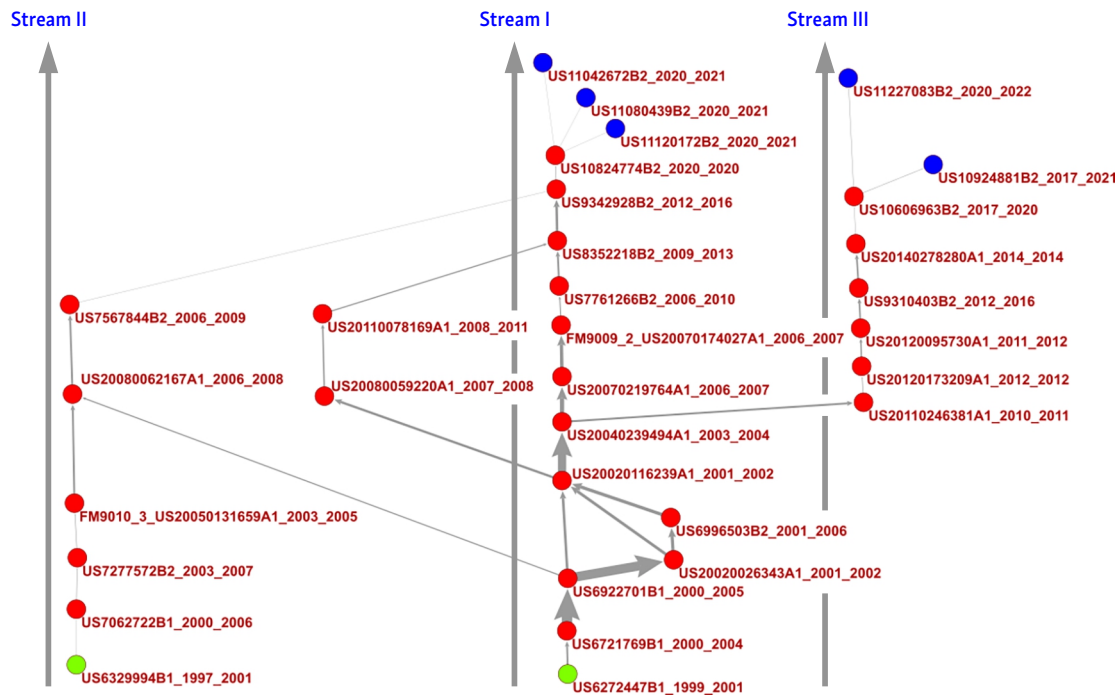 Stream II
Stream I
Stream III
US11042672B2_2020_2021
US11227083B2_2020_2022
US11080439B2_2020_2021
US11120172B2_2020_2021
US10824774B2_2020_2020
US10924881B2_2017_2021
US9342928B2_2012_2016
US10606963B2_2017_2020
US8352218B2_2009_2013
US20140278280A1_2014_2014
US7761266B2_2006_2010
US9310403B2_2012_2016
US7567844B2_2006_2009
US20110078169A1_2008_2011
FM9009_2_US20070174027A1_2006_2007
US20120095730A1_2011_2012
US20080062167A1_2006_2008
US20080059220A1_2007_2008
US20070219764A1_2006_2007
US20120173209A1_2012_2012
US20110246381A1_2010_2011
US20040239494A1_2003_2004
US20020116239A1_2001_2002
FM9010_3_US20050131659A1_2003_2005
US6996503B2_2001_2006
US7277572B2_2003_2007
US20020026343A1_2001_2002
US6922701B1_2000_2005
US7062722B1_2000_2006
US6721769B1_2000_2004
US6329994B1_1997_2001
US6272447B1_1999_2001